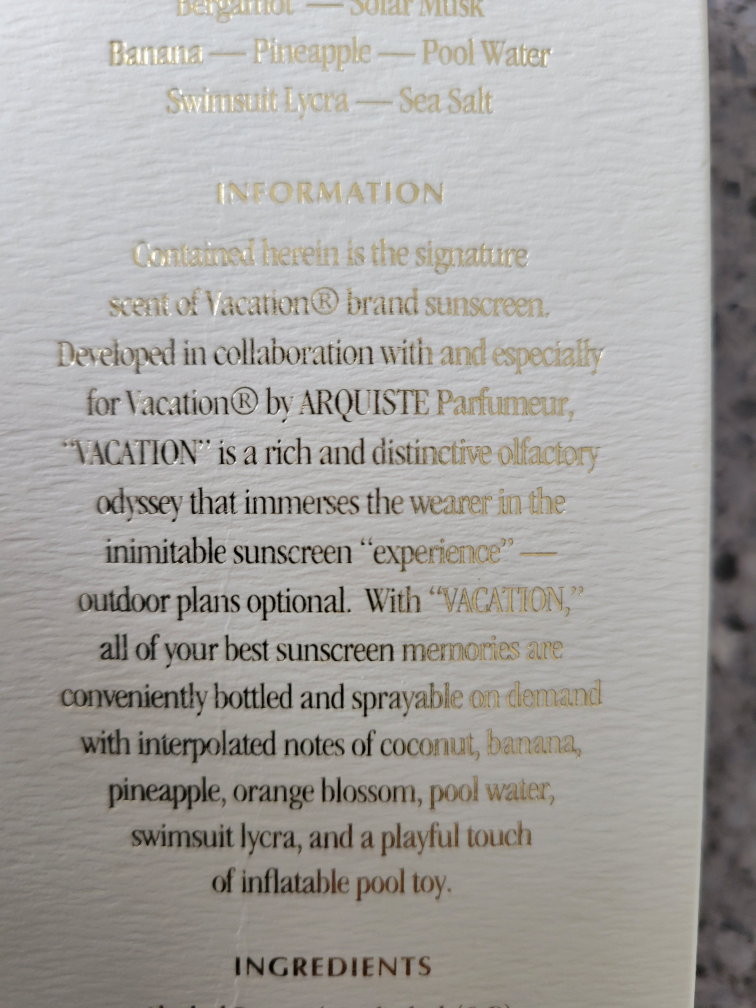 Bergamot — Solar Musk
Banana — Pineapple — Pool Water
Swimsuit Lycra — Sea Salt
INFORMATION
Contained herein is the signature
scent of Vacation® brand sunscreen.
Developed in collaboration with and especially
for Vacation® by ARQUISTE Parfumeur,
“VACATION” is a rich and distinctive olfactory
odyssey that immerses the wearer in the
inimitable sunscreen “experience” —
outdoor plans optional. With “VACATION,”
all of your best sunscreen memories are
conveniently bottled and sprayable on demand
with interpolated notes of coconut, banana,
pineapple, orange blossom, pool water,
swimsuit lycra, and a playful touch
of inflatable pool toy.
INGREDIENTS